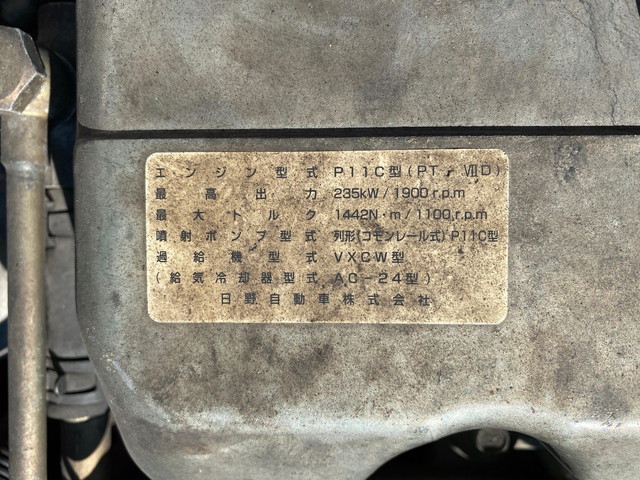 エンジン型式 P11C型(PT, ⅦD)
最高出力 235kW/1900r.p.m
最大トルク 1442N・m/1100r.p.m
噴射ポンプ型式 列形(コモンレール式)P11C型
過給機型式 VXCW型
(給気冷却器型式 AC-24型)
日野自動車株式会社